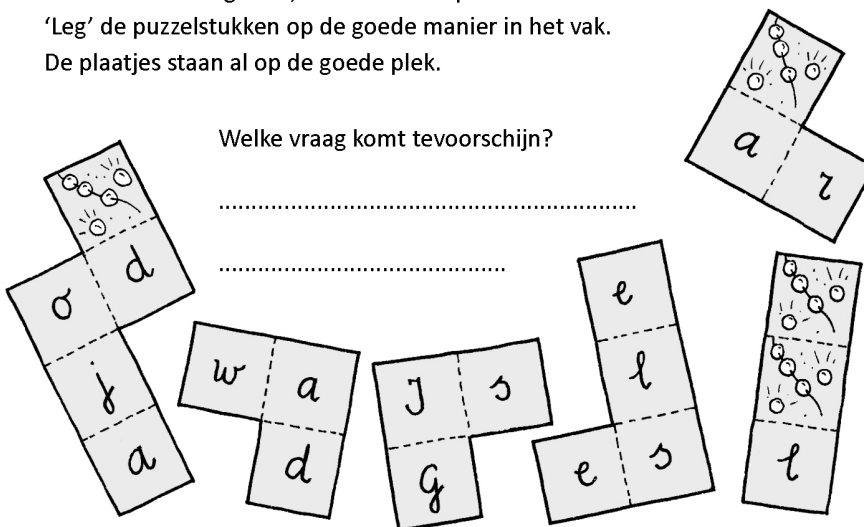 'Leg' de puzzelstukken op de goede manier in het vak.
De plaatjes staan al op de goede plek.
Welke vraag komt tevoorschijn?
a r
d
o
j
a
w a
d
J s
G
e
l
e s
l